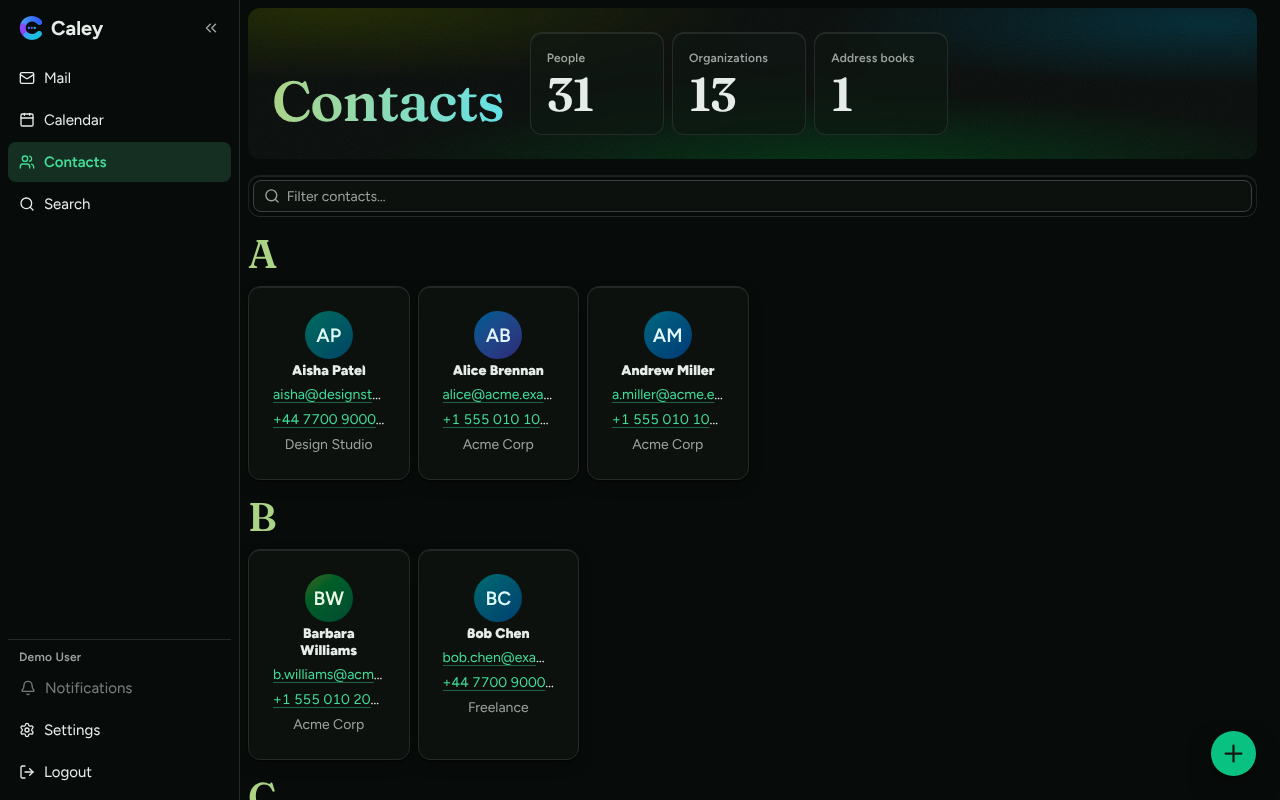 Caley
Mail
Calendar
Contacts
Search
Demo User
Notifications
Settings
Logout
Contacts
People
31
Organizations
13
Address books
1
Filter contacts...
A
AP
Aisha Patel
aisha@designst...
+44 7700 9000...
Design Studio
AB
Alice Brennan
alice@acme.exa...
+1 555 010 10...
Acme Corp
AM
Andrew Miller
a.miller@acme.e...
+1 555 010 10...
Acme Corp
B
BW
Barbara
Williams
b.williams@acm...
+1 555 010 20...
Acme Corp
BC
Bob Chen
bob.chen@exa...
+44 7700 9000...
Freelance
C